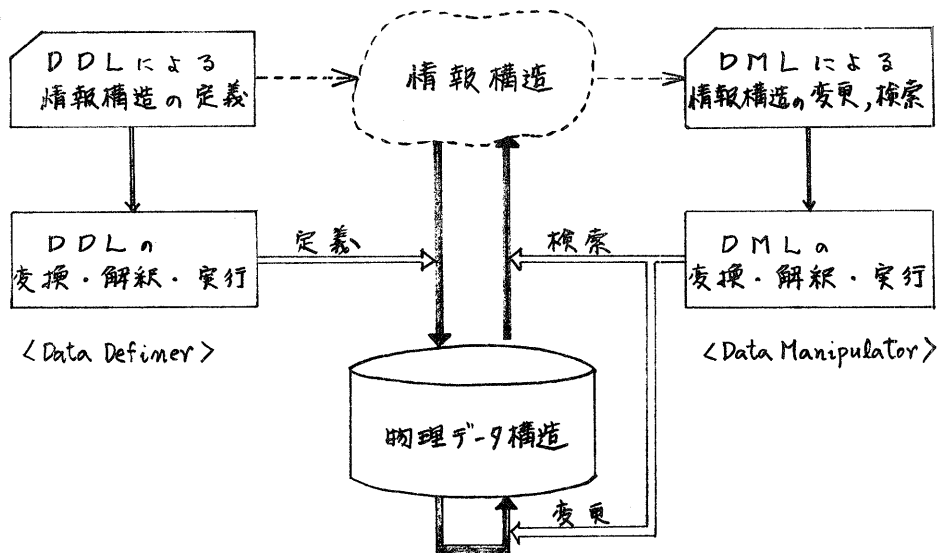 DDLによる
情報構造の定義
情報構造
DMLによる
情報構造の変更,検索
DDLの
変換・解釈・実行
定義
検索
DMLの
変換・解釈・実行
<Data Definer>
<Data Manipulator>
物理データ構造
変更